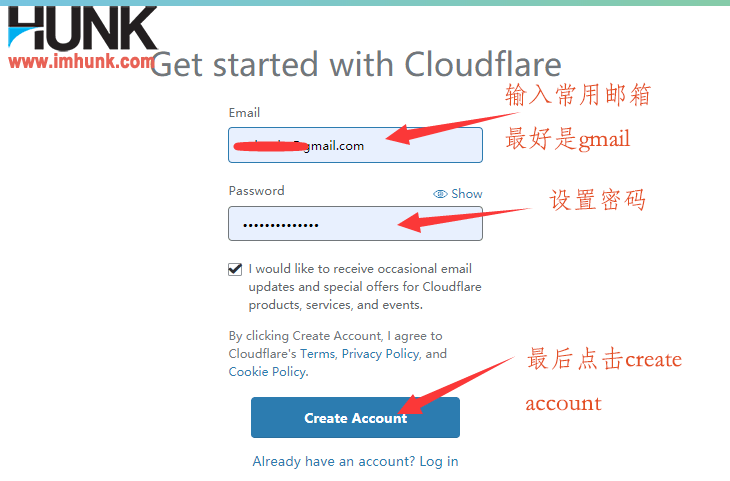 HUNK
www.imhunk.com
Get started with Cloudflare
输入常用邮箱
最好是gmail
Email
@gmail.com
Password
Show
设置密码
••••••••••••••
I would like to receive occasional email
updates and special offers for Cloudflare
products, services, and events.
By clicking Create Account, I agree to
Cloudflare's Terms, Privacy Policy, and
Cookie Policy.
最后点击create
account
Create Account
Already have an account? Log in